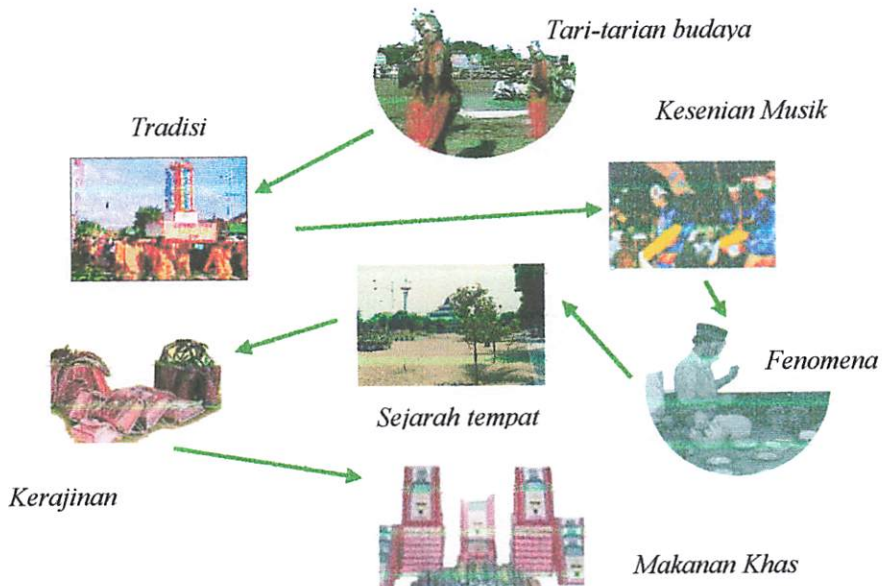 Tari-tarian budaya
Tradisi
Kesenian Musik
Fenomena
Sejarah tempat
Kerajinan
Makanan Khas